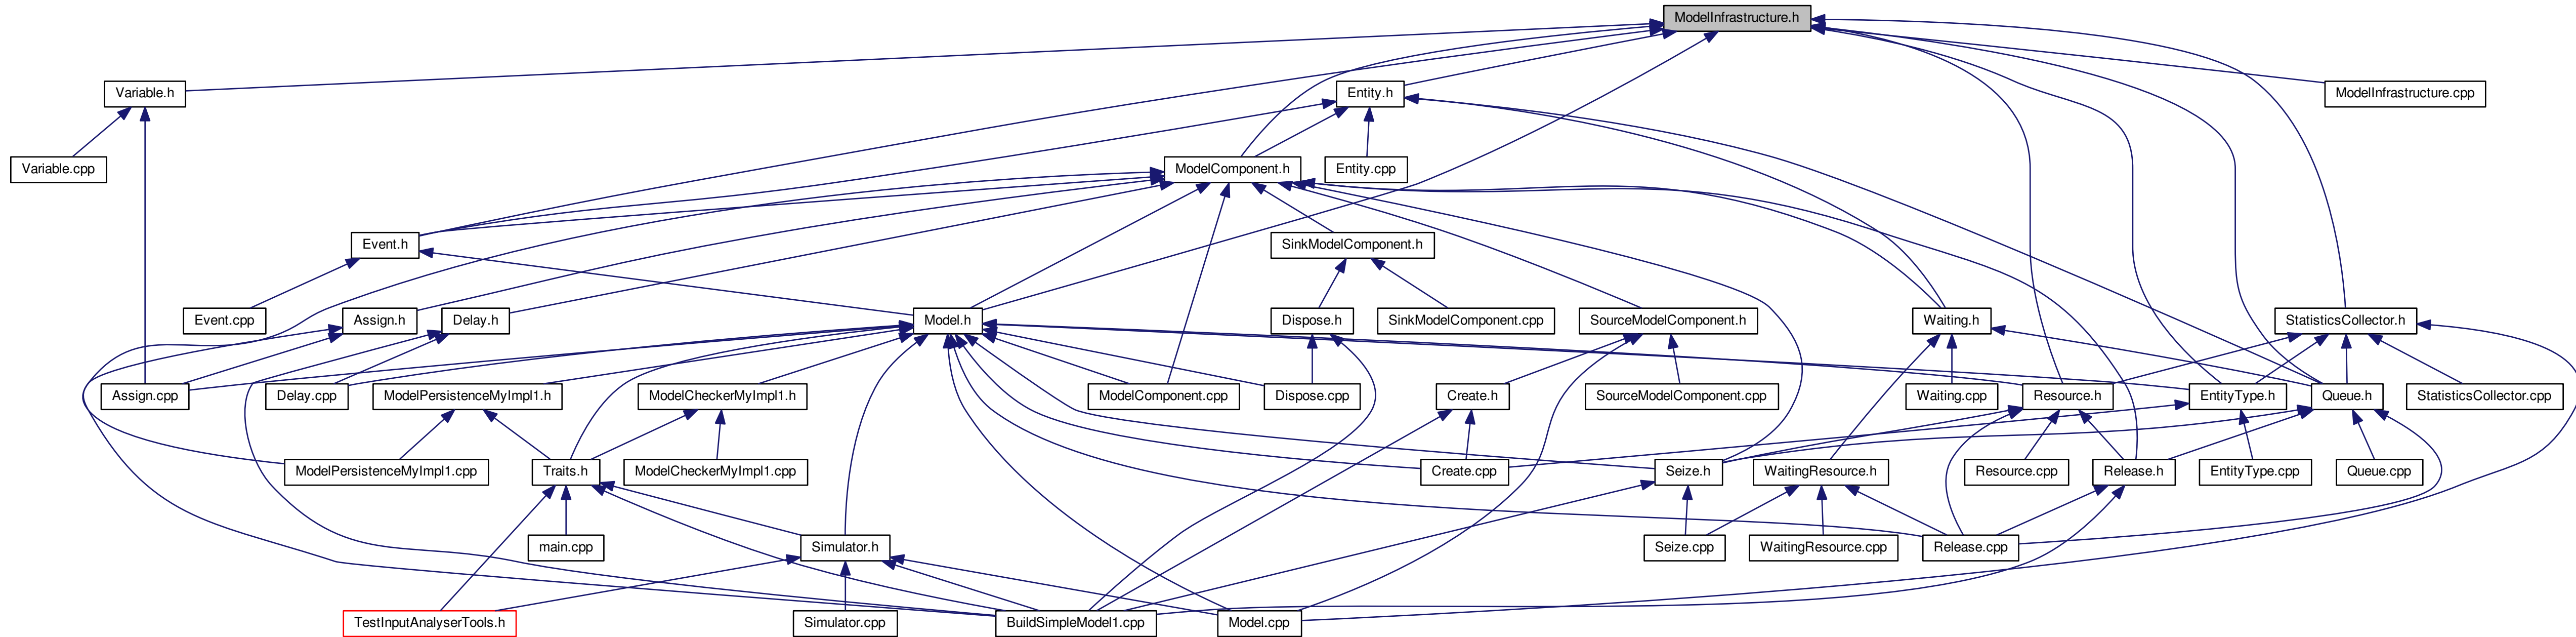 ModelInfrastructure.h
Variable.h
Entity.h
ModelInfrastructure.cpp
Variable.cpp
ModelComponent.h
Entity.cpp
Event.h
SinkModelComponent.h
Event.cpp
Assign.h
Delay.h
Model.h
Dispose.h
SinkModelComponent.cpp
SourceModelComponent.h
Waiting.h
StatisticsCollector.h
Assign.cpp
Delay.cpp
ModelPersistenceMyImpl1.h
ModelCheckerMyImpl1.h
ModelComponent.cpp
Dispose.cpp
Create.h
SourceModelComponent.cpp
Waiting.cpp
Resource.h
EntityType.h
Queue.h
StatisticsCollector.cpp
ModelPersistenceMyImpl1.cpp
Traits.h
ModelCheckerMyImpl1.cpp
Create.cpp
Seize.h
WaitingResource.h
Resource.cpp
Release.h
EntityType.cpp
Queue.cpp
main.cpp
Simulator.h
Seize.cpp
WaitingResource.cpp
Release.cpp
TestInputAnalyserTools.h
Simulator.cpp
BuildSimpleModel1.cpp
Model.cpp